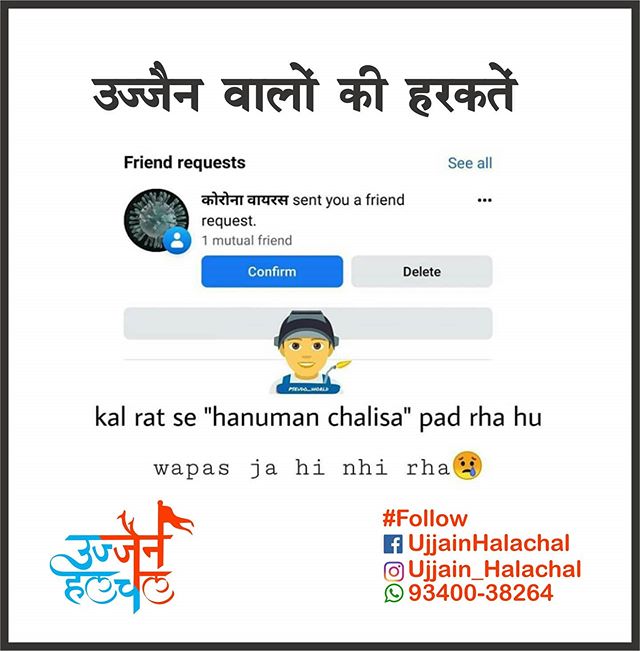 उज्जैन वालों की हरकतें
Friend requests See all
कोरोना वायरस sent you a friend ...
request.
1 mutual friend
Confirm Delete
PSEUDO_WORLD
kal rat se "hanuman chalisa" pad rha hu
wapas ja hi nhi rha😢
उज्जैन
हलचल
#Follow
UjjainHalachal
Ujjain_Halachal
93400-38264